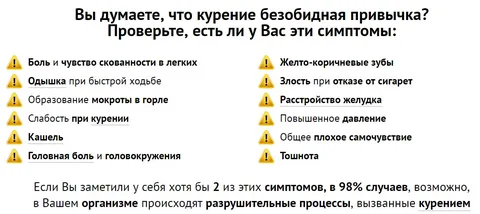 Вы думаете, что курение безобидная привычка?
Проверьте, есть ли у Вас эти симптомы:
Боль и чувство скованности в легких
Одышка при быстрой ходьбе
Образование мокроты в горле
Слабость при курении
Кашель
Головная боль и головокружения
Желто-коричневые зубы
Злость при отказе от сигарет
Расстройство желудка
Повышенное давление
Общее плохое самочувствие
Тошнота
Если Вы заметили у себя хотя бы 2 из этих симптомов, в 98% случаев, возможно,
в Вашем организме происходят разрушительные процессы, вызванные курением